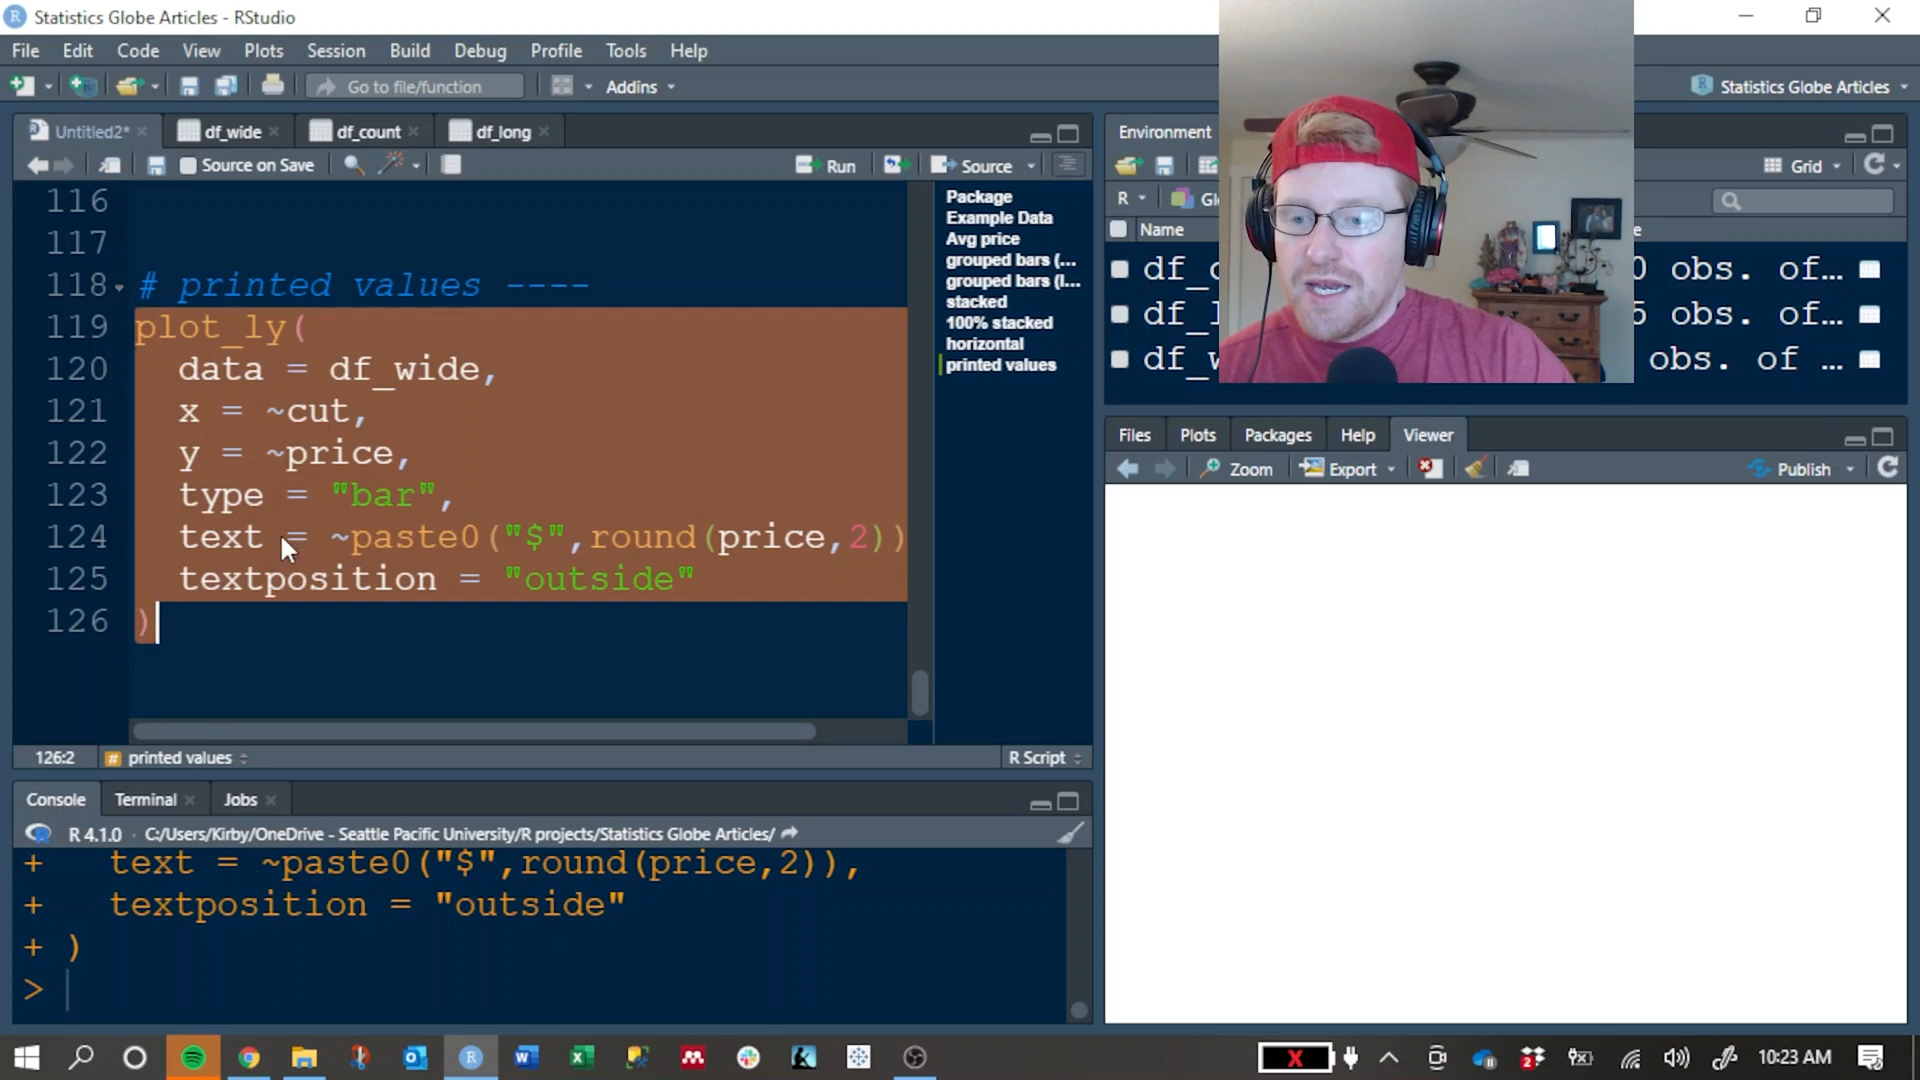 Statistics Globe Articles - RStudio
File Edit Code View Plots Session Build Debug Profile Tools Help
Go to file/function Addins Statistics Globe Articles
Untitled2* df_wide df_count df_long
Source on Save Run Source
116
117
118 # printed values ----
119 plot_ly(
120 data = df_wide,
121 x = ~cut,
122 y = ~price,
123 type = "bar",
124 text = ~paste0("$",round(price,2))
125 textposition = "outside"
126 )
Package
Example Data
Avg price
grouped bars (...
grouped bars (l...
stacked
100% stacked
horizontal
printed values
126:2 printed values R Script
Console Terminal Jobs
R 4.1.0 · C:/Users/Kirby/OneDrive - Seattle Pacific University/R projects/Statistics Globe Articles/
+ text = ~paste0("$",round(price,2)),
+ textposition = "outside"
+ )
>
Environment
Grid
R
Name
obs. of...
obs. of...
obs. of ...
Files Plots Packages Help Viewer
Zoom Export Publish
10:23 AM